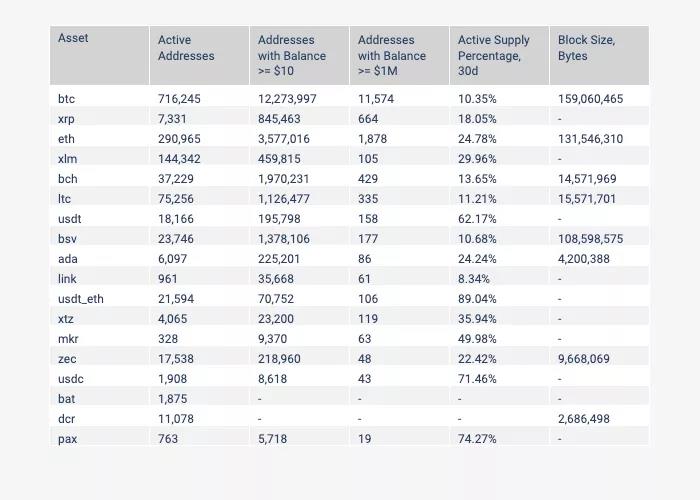 Asset Active Addresses Addresses with Balance >= $10 Addresses with Balance >= $1M Active Supply Percentage, 30d Block Size, Bytes
btc 716,245 12,273,997 11,574 10.35% 159,060,465
xrp 7,331 845,463 664 18.05% -
eth 290,965 3,577,016 1,878 24.78% 131,546,310
xlm 144,342 459,815 105 29.96% -
bch 37,229 1,970,231 429 13.65% 14,571,969
ltc 75,256 1,126,477 335 11.21% 15,571,701
usdt 18,166 195,798 158 62.17% -
bsv 23,746 1,378,106 177 10.68% 108,598,575
ada 6,097 225,201 86 24.24% 4,200,388
link 961 35,668 61 8.34% -
usdt_eth 21,594 70,752 106 89.04% -
xtz 4,065 23,200 119 35.94% -
mkr 328 9,370 63 49.98% -
zec 17,538 218,960 48 22.42% 9,668,069
usdc 1,908 8,618 43 71.46% -
bat 1,875 - - - -
dcr 11,078 - - - 2,686,498
pax 763 5,718 19 74.27% -